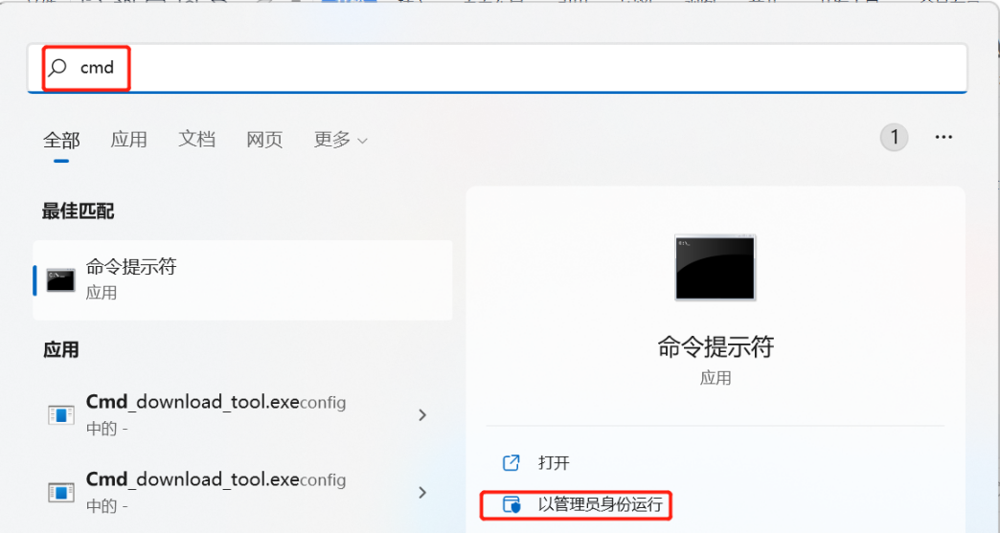 cmd
全部 应用 文档 网页 更多
1 ...
最佳匹配
命令提示符
应用
应用
Cmd_download_tool.execonfig
中的 -
Cmd_download_tool.execonfig
中的 -
命令提示符
应用
打开
以管理员身份运行